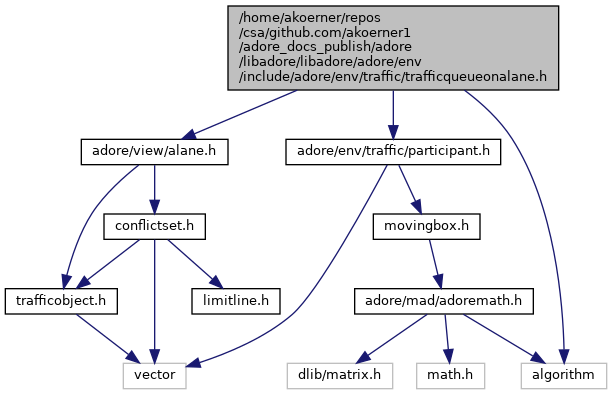 /home/akoerner/repos
/csa/github.com/akoerner1
/adore_docs_publish/adore
/libadore/libadore/adore/env
/include/adore/env/traffic/trafficqueueonalane.h
adore/view/alane.h
adore/env/traffic/participant.h
conflictset.h
movingbox.h
trafficobject.h
limitline.h
adore/mad/adoremath.h
vector
dlib/matrix.h
math.h
algorithm